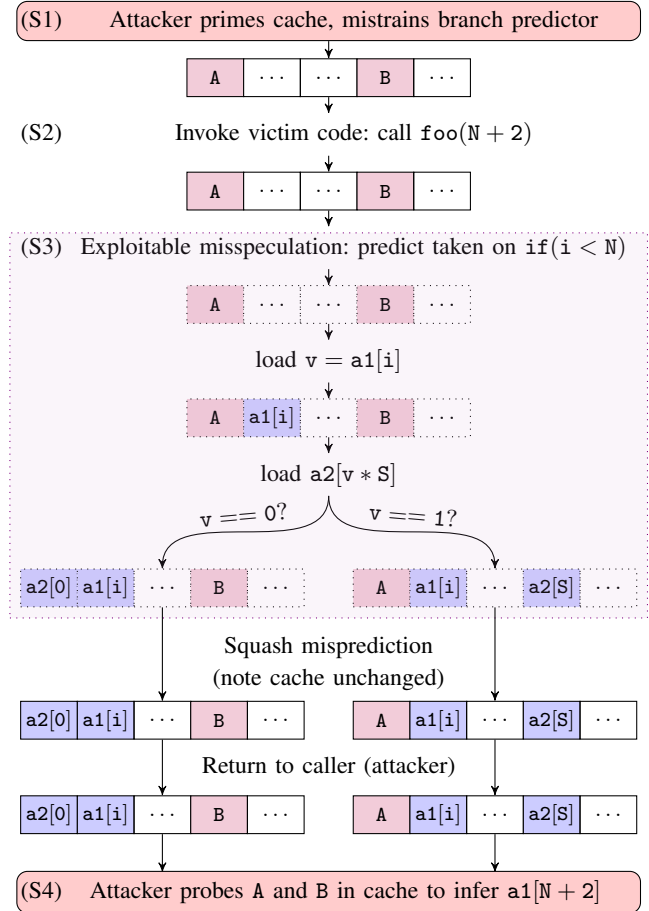 (S1) Attacker primes cache, mistrains branch predictor
A ... ... B ...
(S2) Invoke victim code: call foo(N + 2)
A ... ... B ...
(S3) Exploitable misspeculation: predict taken on if(i < N)
A ... ... B ...
load v = a1[i]
A a1[i] ... B ...
load a2[v * S]
v == 0? v == 1?
a2[0] a1[i] ... B ... A a1[i] ... a2[S] ...
Squash misprediction
(note cache unchanged)
a2[0] a1[i] ... B ... A a1[i] ... a2[S] ...
Return to caller (attacker)
a2[0] a1[i] ... B ... A a1[i] ... a2[S] ...
(S4) Attacker probes A and B in cache to infer a1[N + 2]